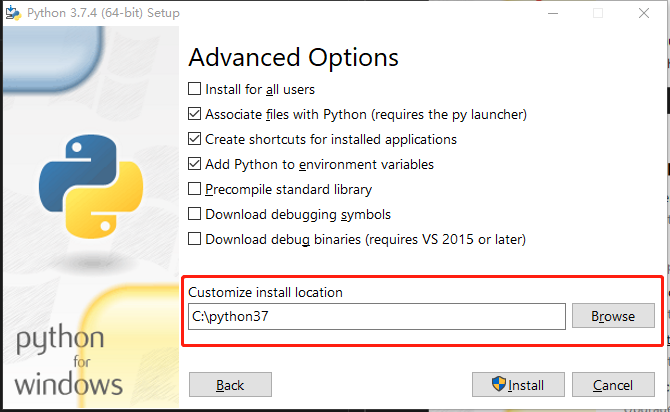 Python 3.7.4 (64-bit) Setup
Advanced Options
Install for all users
Associate files with Python (requires the py launcher)
Create shortcuts for installed applications
Add Python to environment variables
Precompile standard library
Download debugging symbols
Download debug binaries (requires VS 2015 or later)
Customize install location
C:\python37
Browse
python
for
windows
Back
Install
Cancel